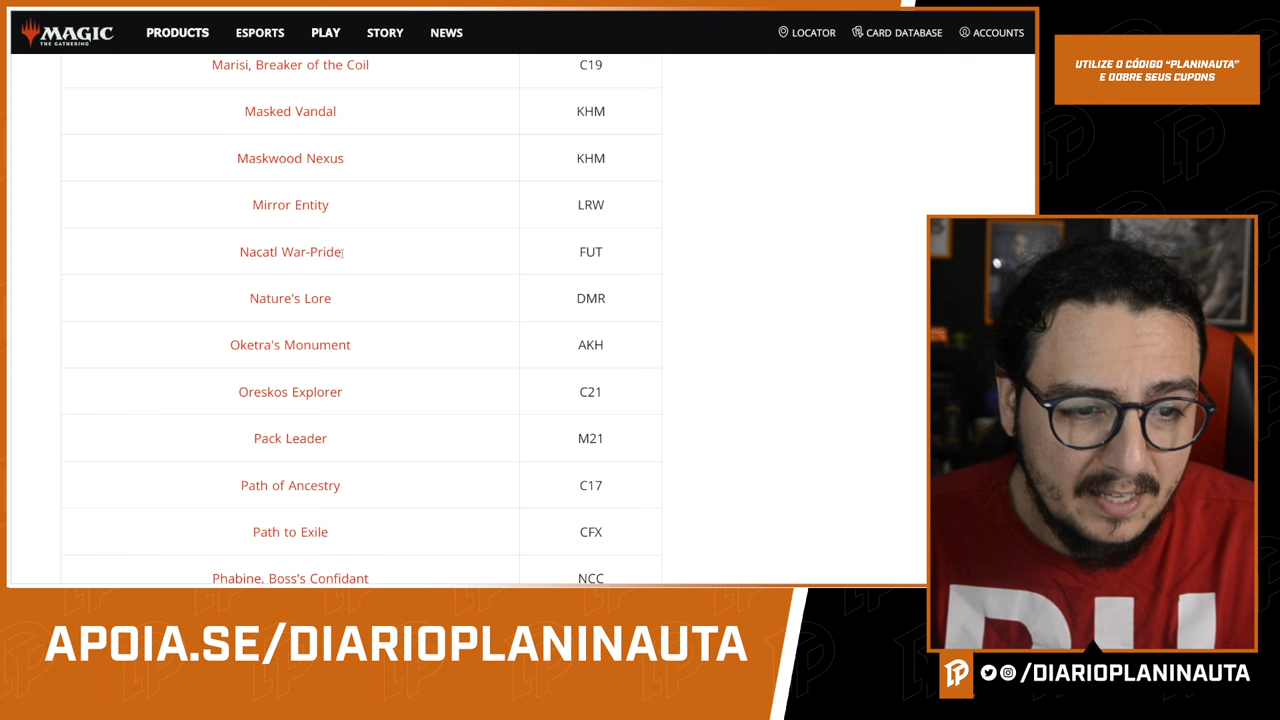 MAGIC
THE GATHERING
PRODUCTS
ESPORTS
PLAY
STORY
NEWS
LOCATOR
CARD DATABASE
ACCOUNTS
Marisi, Breaker of the Coil C19
Masked Vandal KHM
Maskwood Nexus KHM
Mirror Entity LRW
Nacatl War-Pride FUT
Nature's Lore DMR
Oketra's Monument AKH
Oreskos Explorer C21
Pack Leader M21
Path of Ancestry C17
Path to Exile CFX
Phabine, Boss's Confidant NCC
UTILIZE O CÓDIGO “PLANINAUTA”
E DOBRE SEUS CUPONS
APOIA.SE/DIARIOPLANINAUTA
/DIARIOPLANINAUTA